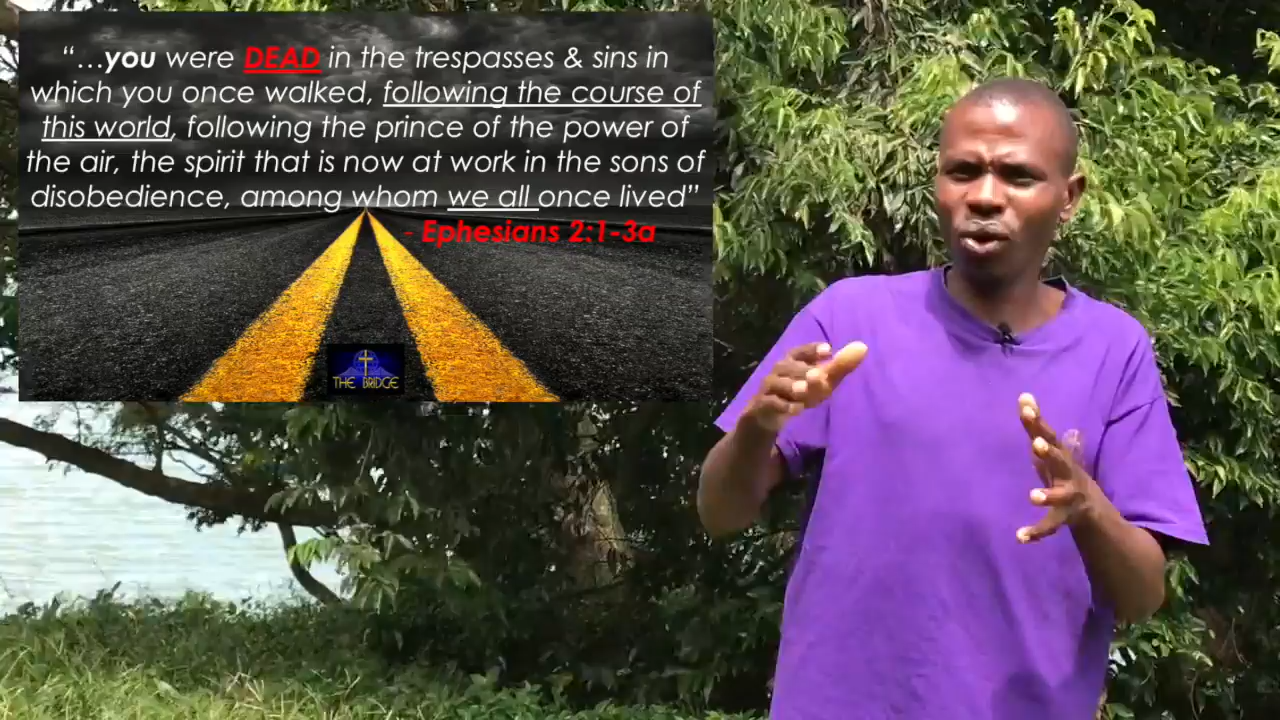 “…you were DEAD in the trespasses & sins in
which you once walked, following the course of
this world, following the prince of the power of
the air, the spirit that is now at work in the sons of
disobedience, among whom we all once lived”
- Ephesians 2:1-3a
THE BRIDGE